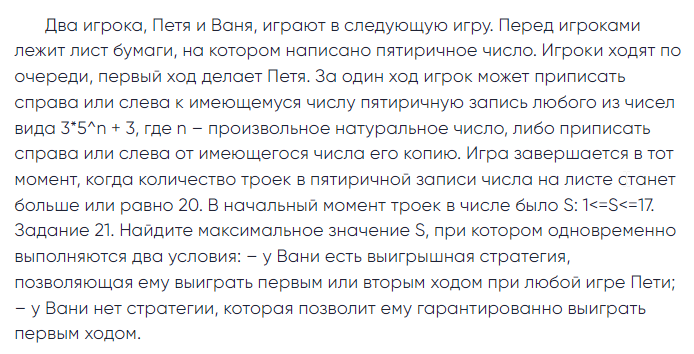 Два игрока, Петя и Ваня, играют в следующую игру. Перед игроками
лежит лист бумаги, на котором написано пятиричное число. Игроки ходят по
очереди, первый ход делает Петя. За один ход игрок может приписать
справа или слева к имеющемуся числу пятиричную запись любого из чисел
вида 3*5^n + 3, где n – произвольное натуральное число, либо приписать
справа или слева от имегощегося числа его копию. Игра завершается в тот
момент, когда количество троек в пятиричной записи числа на листе станет
больше или равно 20. В начальный момент троек в числе было S: 1<=S<=17.
Задание 21. Найдите максимальное значение S, при котором одновременно
выполняются два условия: – у Вани есть выигрышная стратегия,
позволяющая ему выиграть первым или вторым ходом при любой игре Пети;
– у Вани нет стратегии, которая позволит ему гарантированно выиграть
первым ходом.